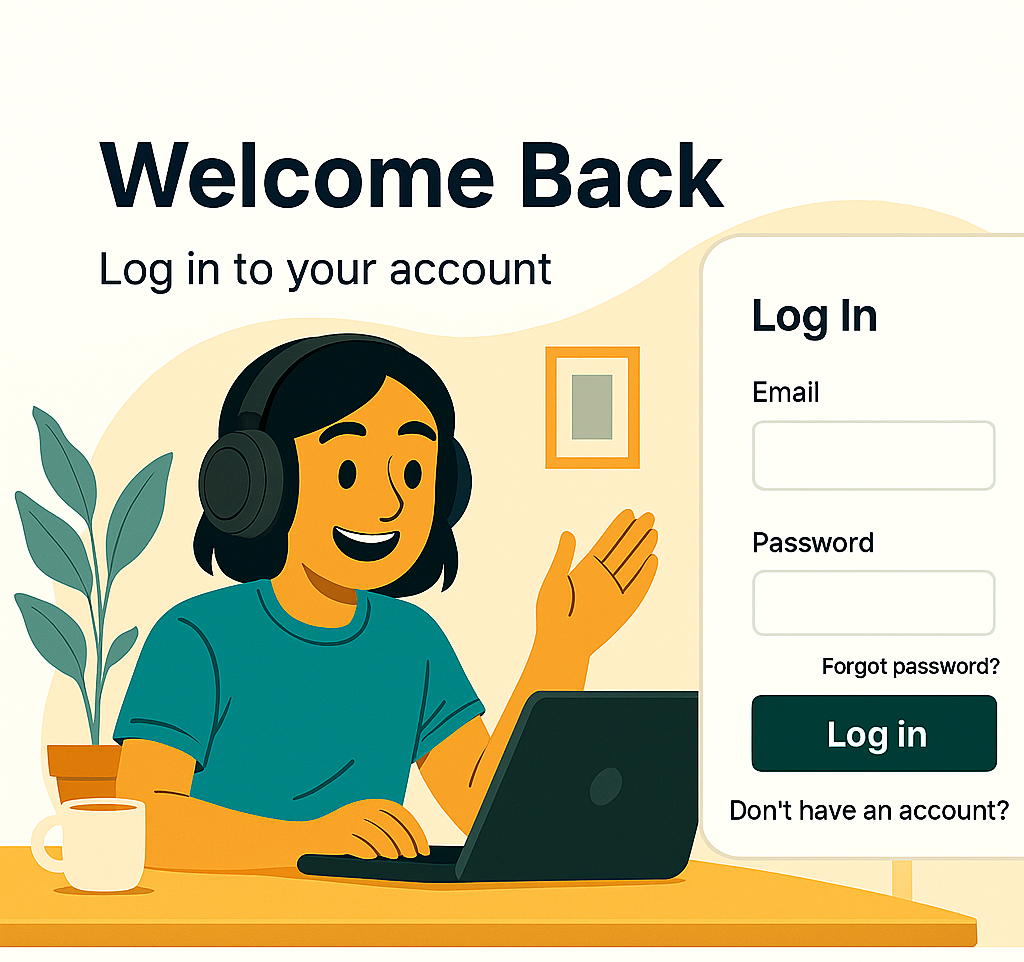 Welcome Back
Log in to your account
Log In
Email
Password
Forgot password?
Log in
Don't have an account?